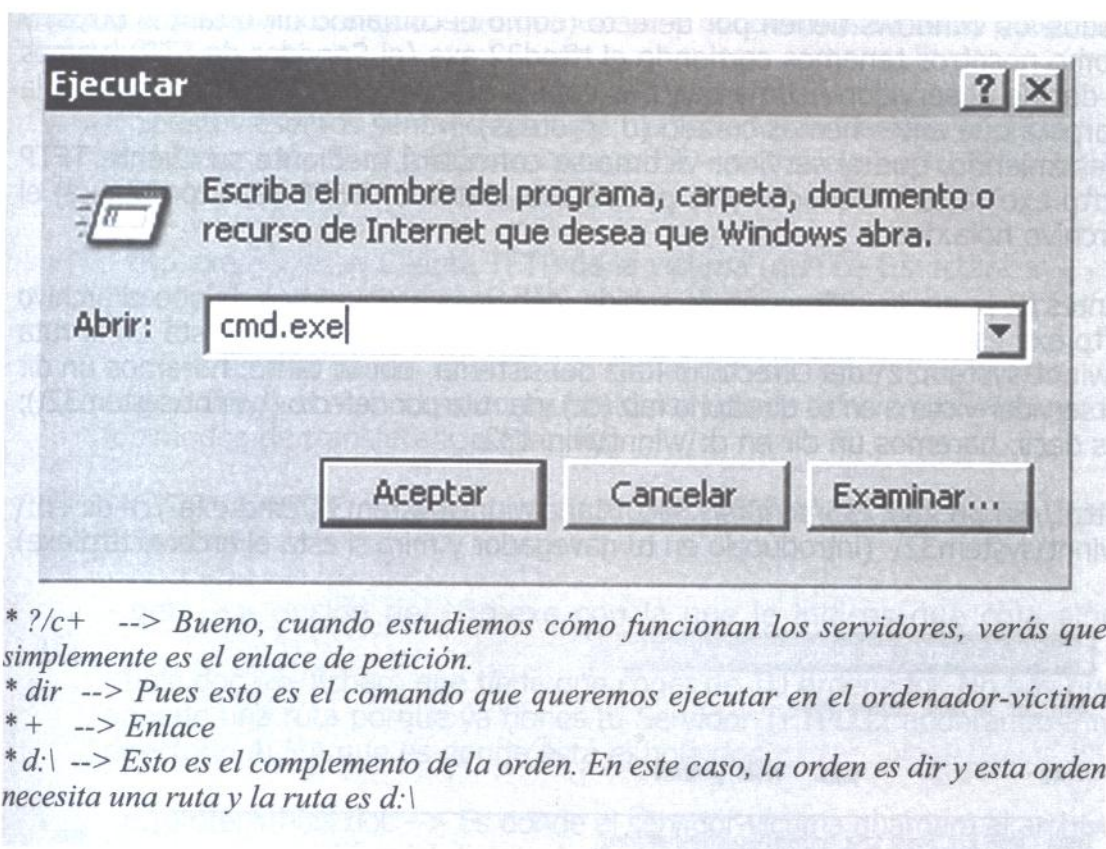 Ejecutar
Escriba el nombre del programa, carpeta, documento o
recurso de Internet que desea que Windows abra.
Abrir: cmd.exe
Aceptar Cancelar Examinar...
* ?/c+ --> Bueno, cuando estudiemos cómo funcionan los servidores, verás que
simplemente es el enlace de petición.
* dir --> Pues esto es el comando que queremos ejecutar en el ordenador-víctima
* + --> Enlace
* d:\ --> Esto es el complemento de la orden. En este caso, la orden es dir y esta orden
necesita una ruta y la ruta es d:\